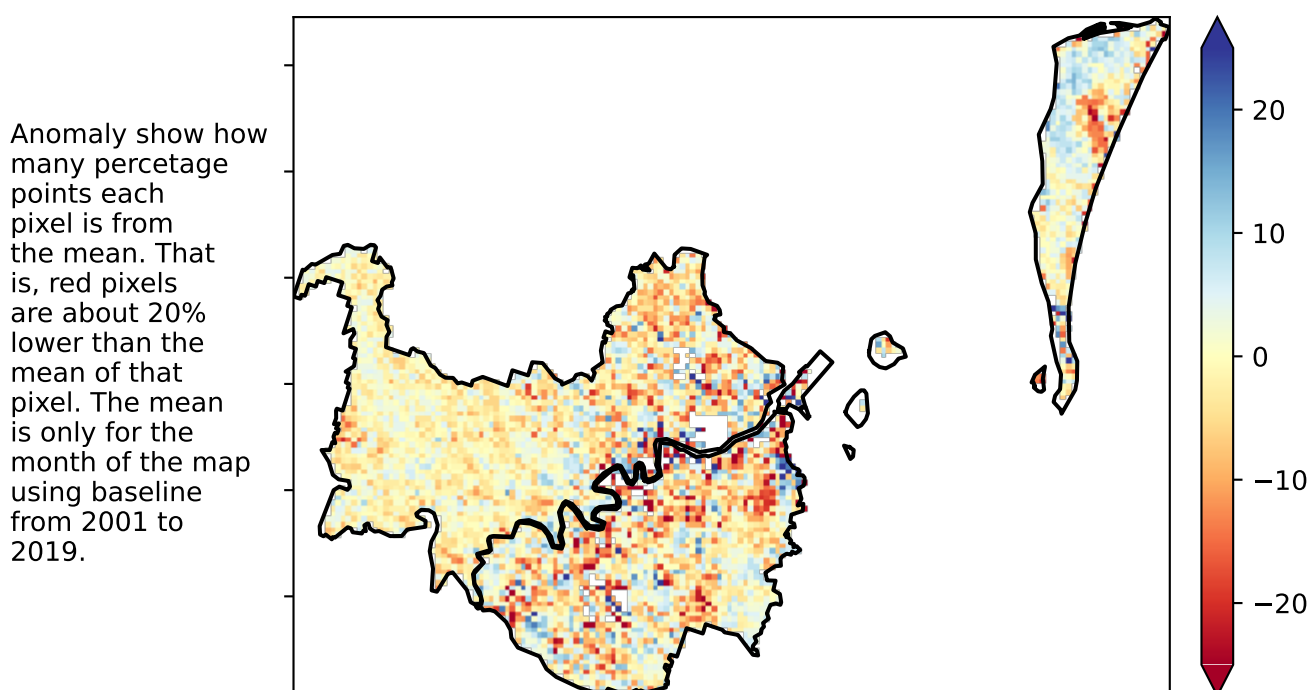 Anomaly show how
many percetage
points each
pixel is from
the mean. That
is, red pixels
are about 20%
lower than the
mean of that
pixel. The mean
is only for the
month of the map
using baseline
from 2001 to
2019.
20
10
0
−10
−20